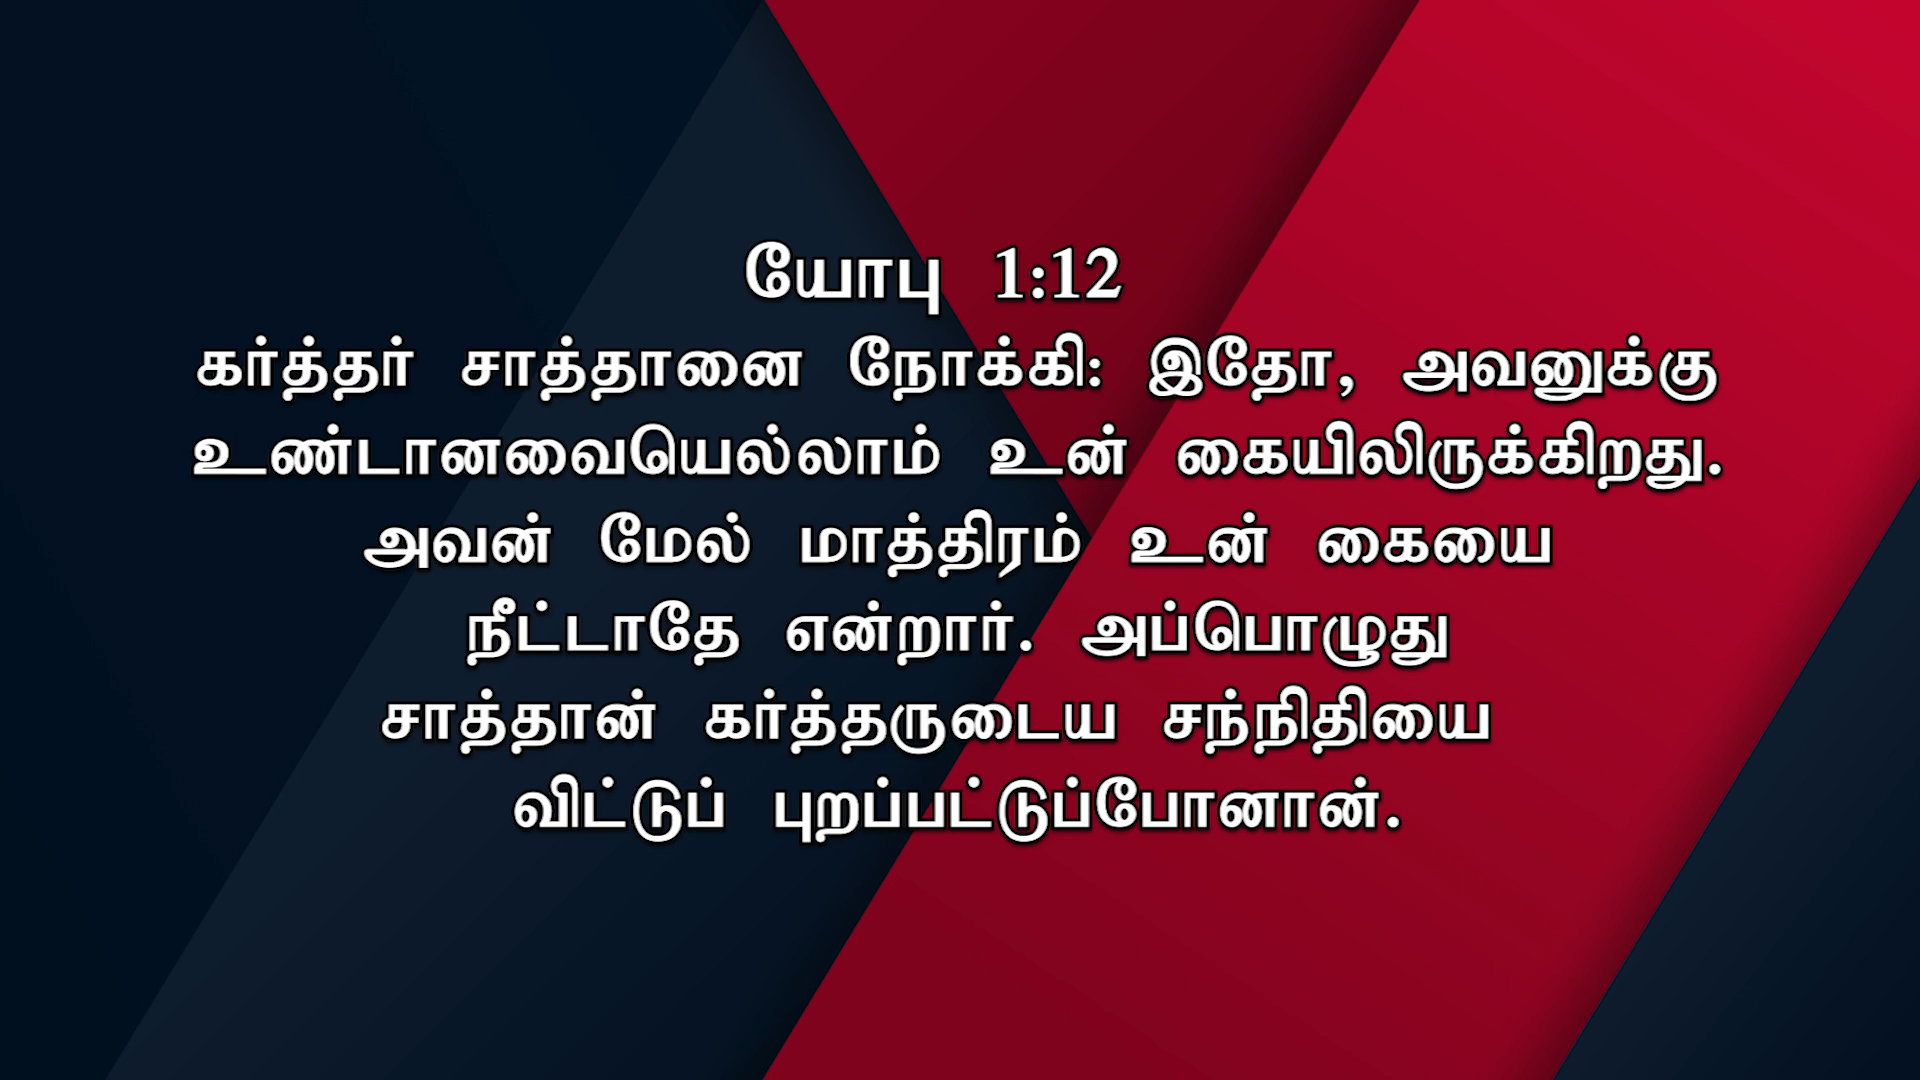 யோபு 1:12
கர்த்தர் சாத்தானை நோக்கி: இதோ, அவனுக்கு
உண்டானவையெல்லாம் உன் கையிலிருக்கிறது.
அவன் மேல் மாத்திரம் உன் கையை
நீட்டாதே என்றார். அப்பொழுது
சாத்தான் கர்த்தருடைய சந்நிதியை
விட்டுப் புறப்பட்டுப்போனான்.